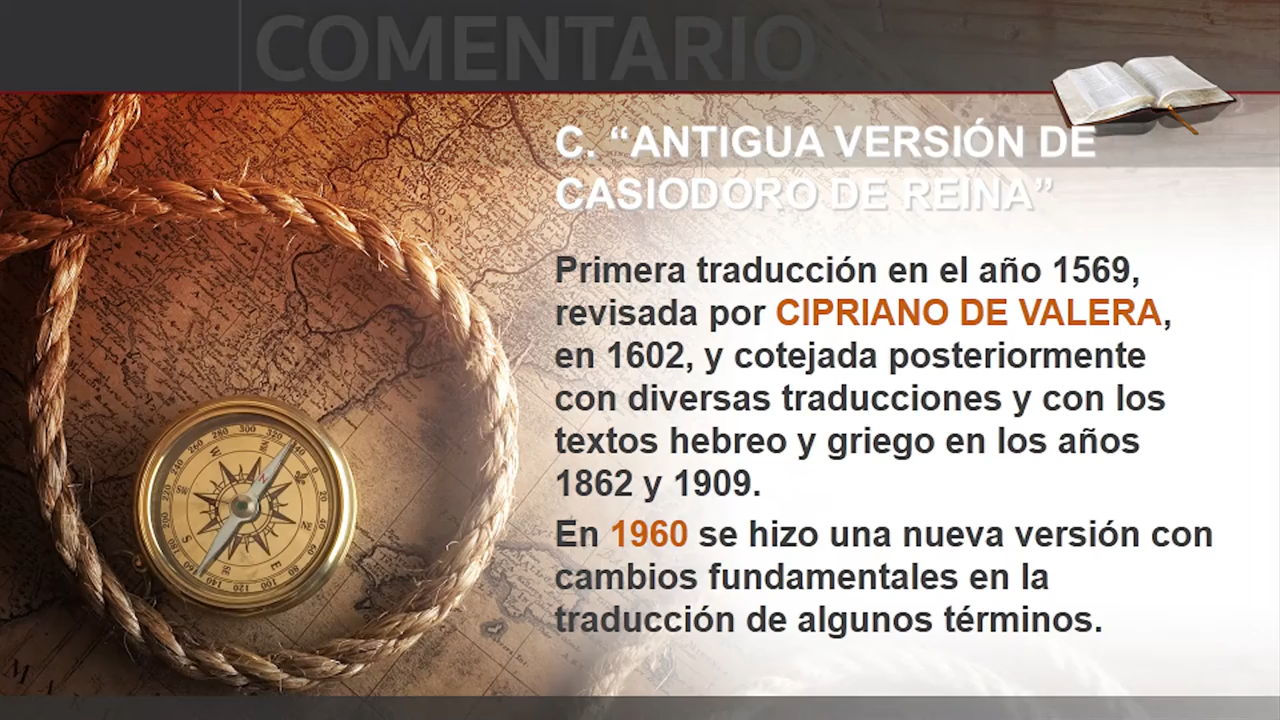 COMENTARIO
C. “ANTIGUA VERSIÓN DE
CASIODORO DE REINA”
Primera traducción en el año 1569,
revisada por CIPRIANO DE VALERA,
en 1602, y cotejada posteriormente
con diversas traducciones y con los
textos hebreo y griego en los años
1862 y 1909.
En 1960 se hizo una nueva versión con
cambios fundamentales en la
traducción de algunos términos.